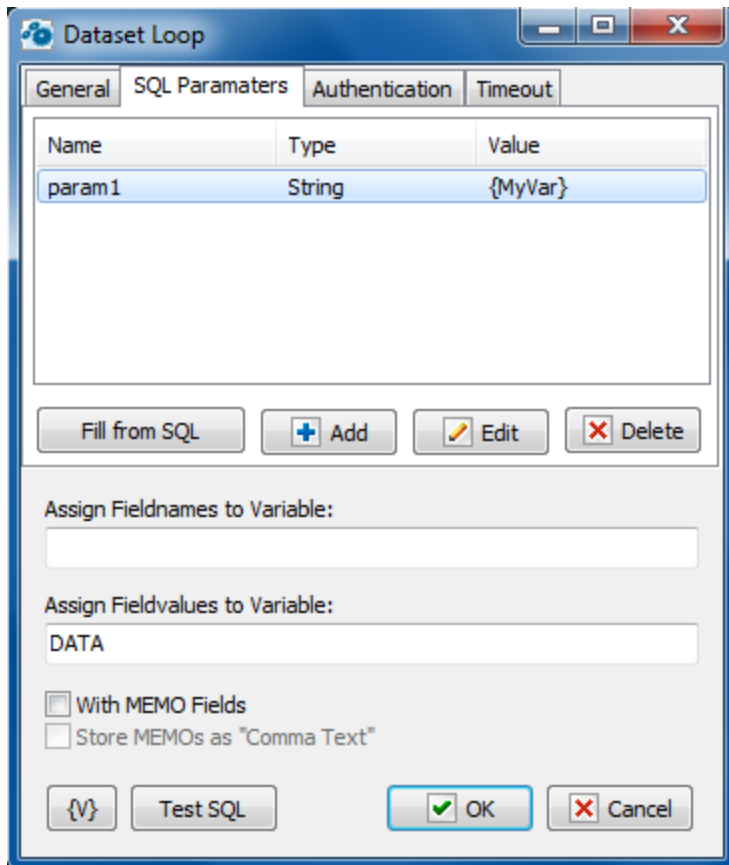 Dataset Loop
General SQL Paramaters Authentication Timeout
Name Type Value
param1 String {MyVar}
Fill from SQL Add Edit Delete
Assign Fieldnames to Variable:
Assign Fieldvalues to Variable:
DATA
With MEMO Fields
Store MEMOs as "Comma Text"
{V} Test SQL OK Cancel